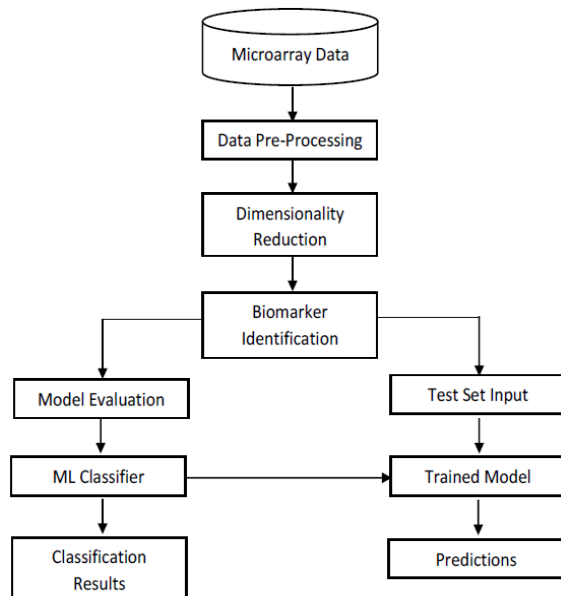 Microarray Data
Data Pre-Processing
Dimensionality
Reduction
Biomarker
Identification
Model Evaluation
Test Set Input
ML Classifier
Trained Model
Classification
Results
Predictions